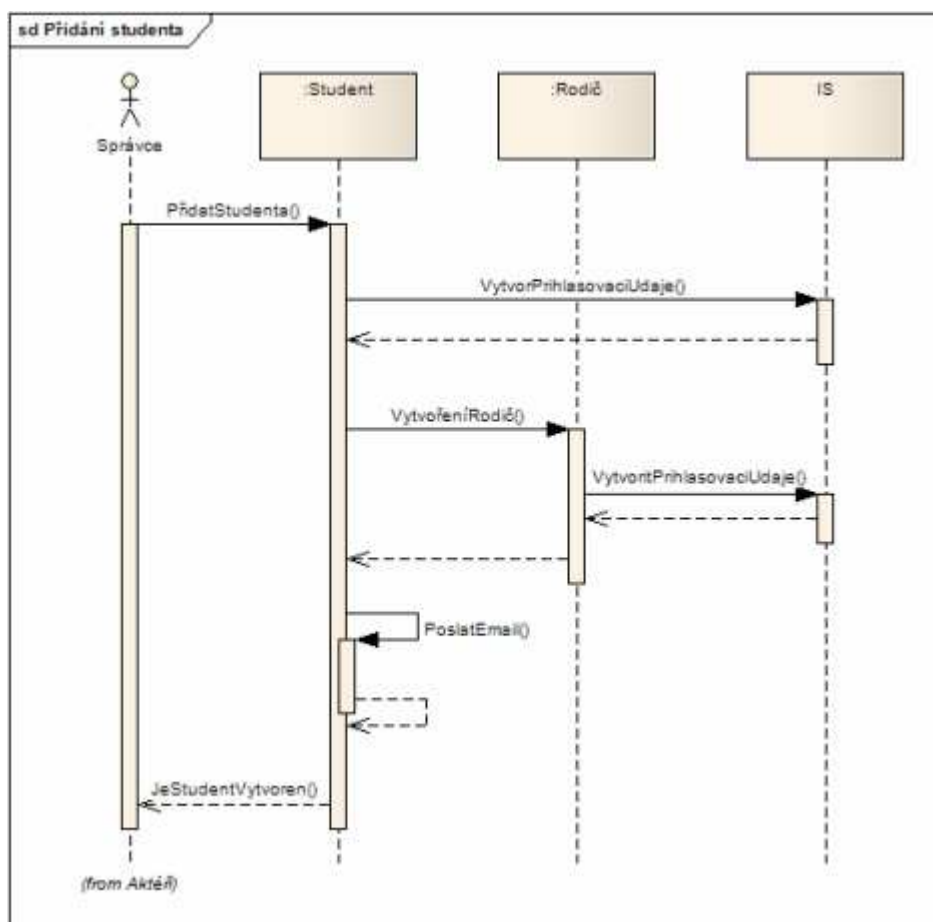 sd Přidání studenta
:Student
:Rodič
IS
Správce
PřidatStudenta()
VytvorPrihlasovaciUdaje()
VytvořeníRodič()
VytvoritPrihlasovaciUdaje()
PoslatEmail()
JeStudentVytvoren()
(from Aktéři)